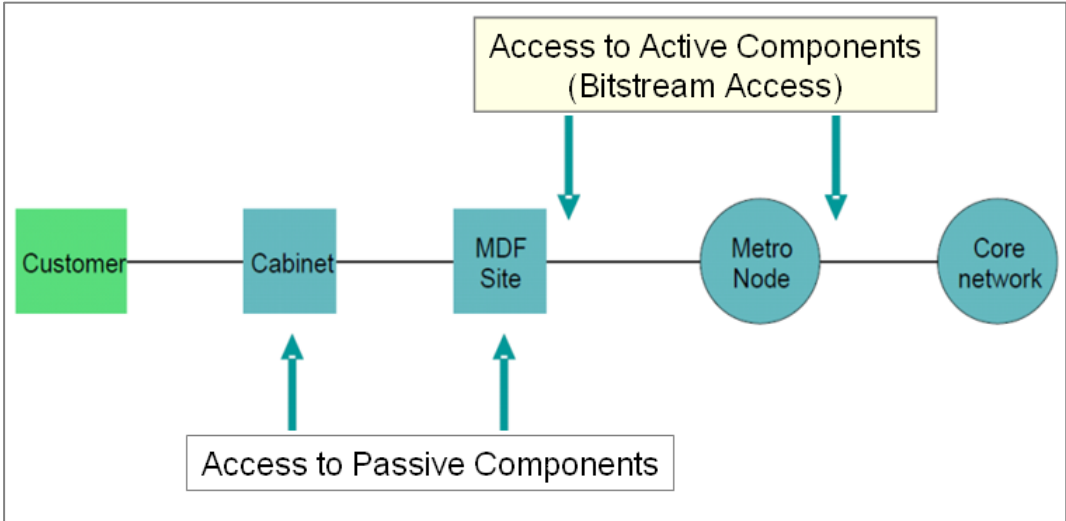 Access to Active Components
(Bitstream Access)
Customer
Cabinet
MDF
Site
Metro
Node
Core
network
Access to Passive Components